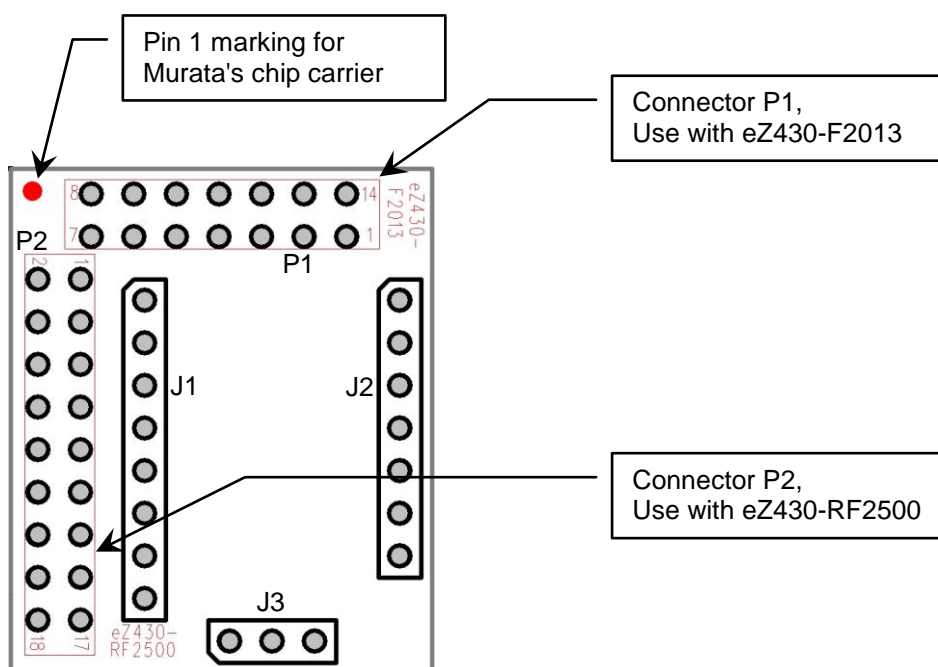 Pin 1 marking for
Murata's chip carrier
Connector P1,
Use with eZ430-F2013
8
14
eZ430-
F2013
7
1
P2
P1
2
1
J1
J2
Connector P2,
Use with eZ430-RF2500
J3
18
17
eZ430-
RF2500